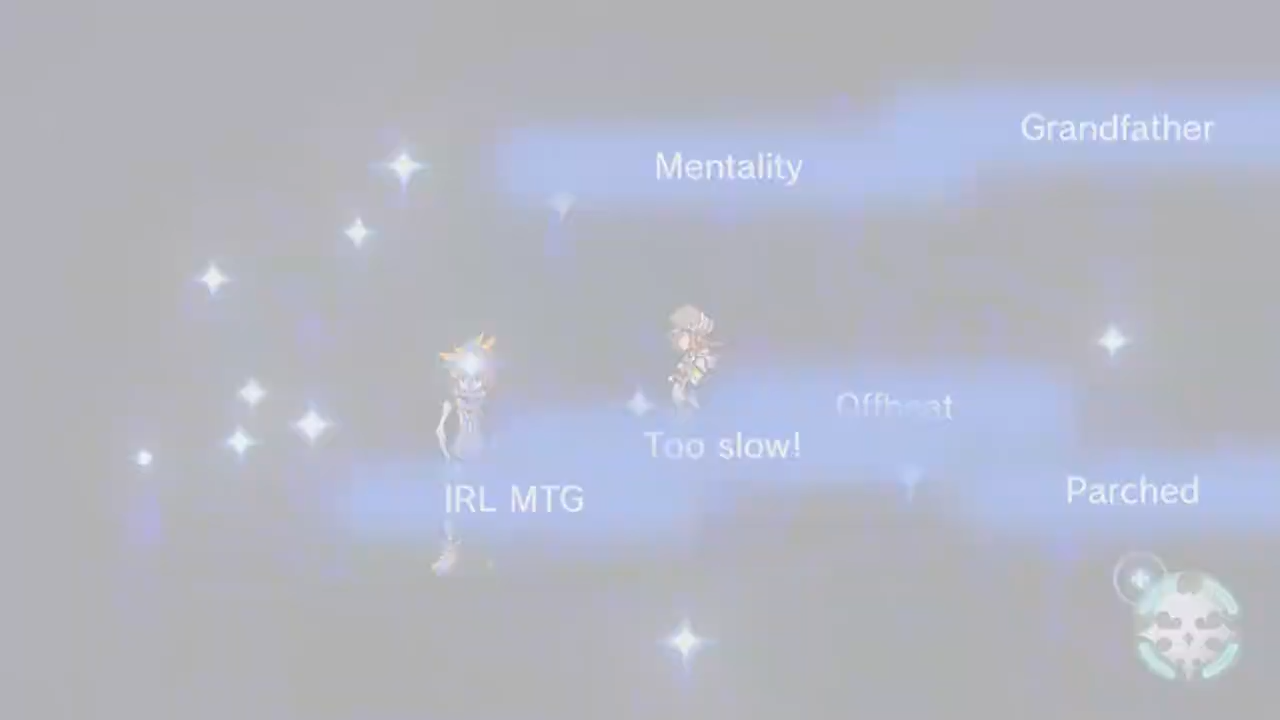 Grandfather
Mentality
Offbeat
Too slow!
Parched
IRL MTG